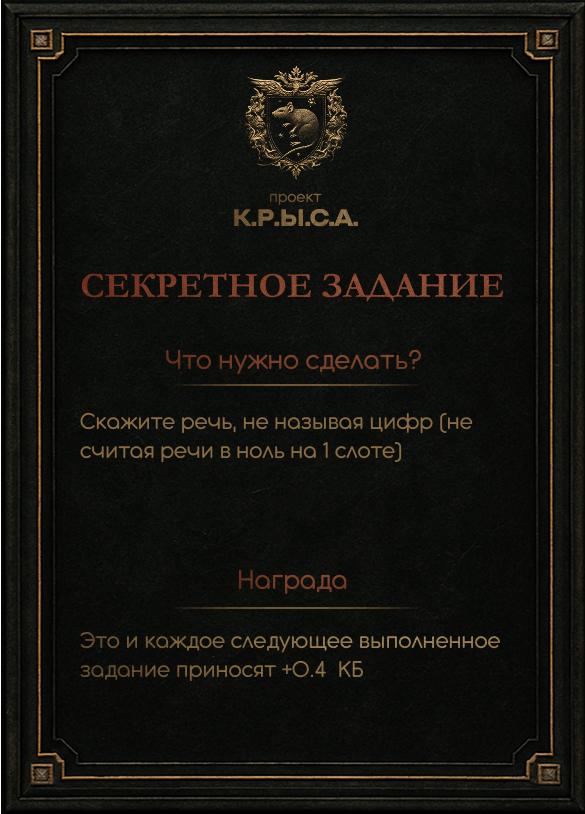 проект
К.Р.Ы.С.А.
СЕКРЕТНОЕ ЗАДАНИЕ
Что нужно сделать?
Скажите речь, не называя цифр (не
считая речи в ноль на 1 слоте)
Награда
Это и каждое следующее выполненное
задание приносят +0.4 КБ